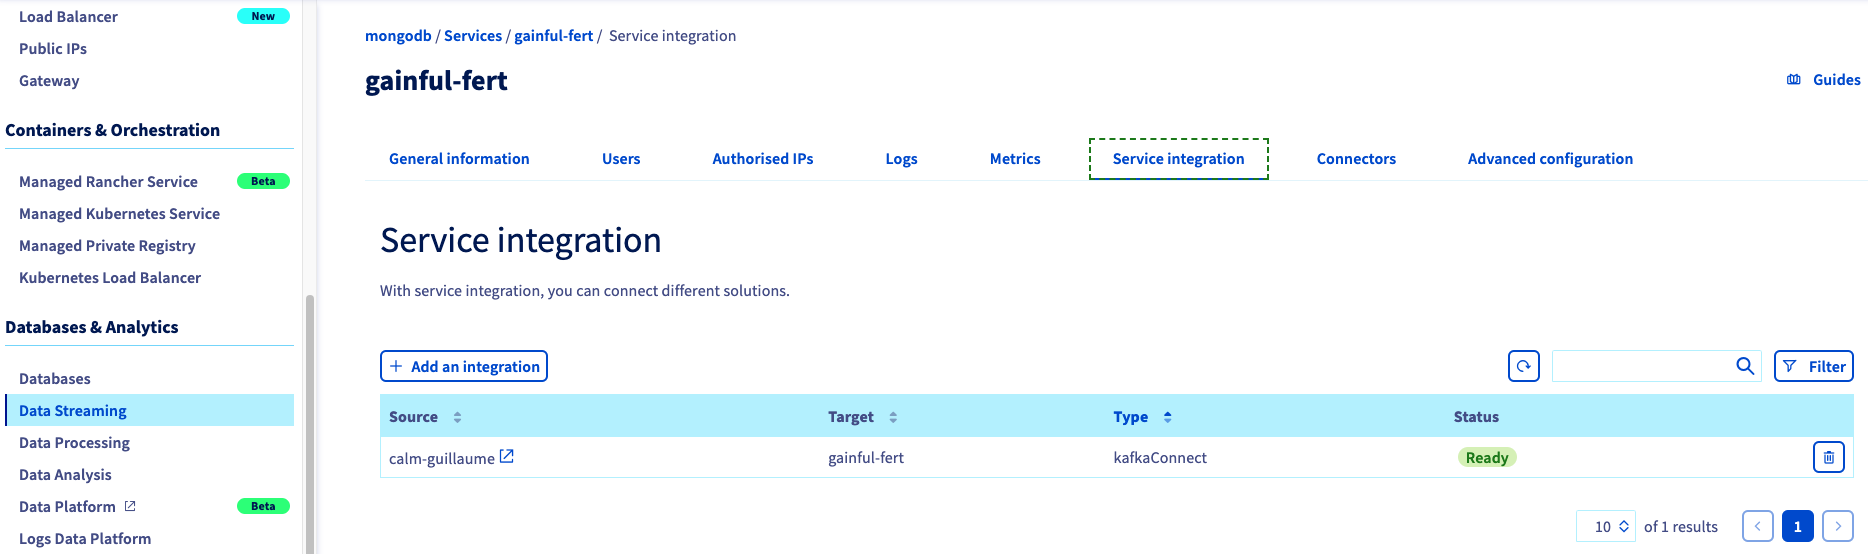 Load Balancer New
Public IPs
Gateway
Containers & Orchestration
Managed Rancher Service Beta
Managed Kubernetes Service
Managed Private Registry
Kubernetes Load Balancer
Databases & Analytics
Databases
Data Streaming
Data Processing
Data Analysis
Data Platform Beta
Logs Data Platform
mongodb / Services / gainful-fert / Service integration
gainful-fert
Guides
General information Users Authorised IPs Logs Metrics Service integration Connectors Advanced configuration
Service integration
With service integration, you can connect different solutions.
+ Add an integration Filter
Source Target Type Status
calm-guillaume gainful-fert kafkaConnect Ready
10 of 1 results < 1 >